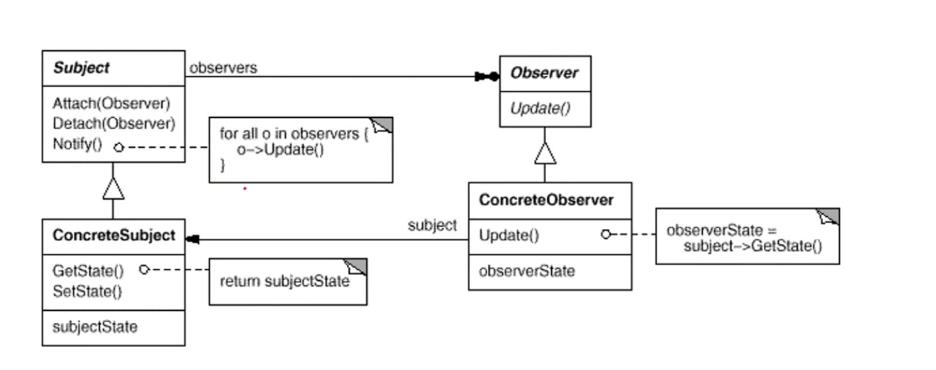 Subject
observers
Observer
Attach(Observer)
Detach(Observer)
Notify()
Update()
for all o in observers {
o->Update()
}
ConcreteSubject
subject
ConcreteObserver
GetState()
SetState()
return subjectState
Update()
observerState =
subject->GetState()
subjectState
observerState